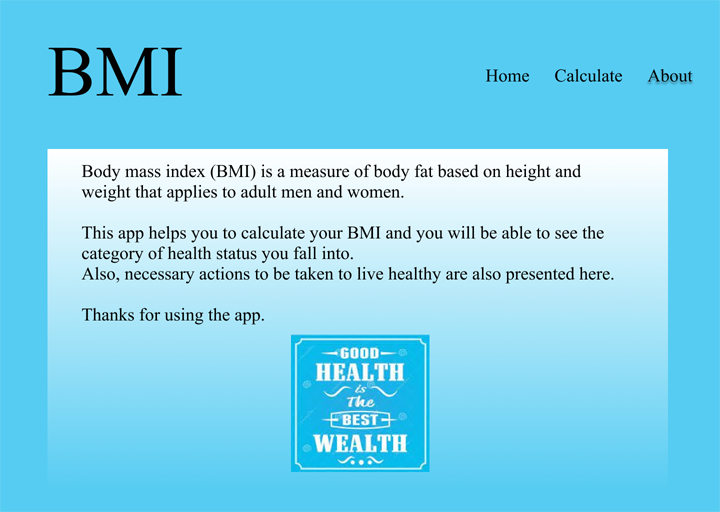 BMI
Home Calculate About
Body mass index (BMI) is a measure of body fat based on height and
weight that applies to adult men and women.
This app helps you to calculate your BMI and you will be able to see the
category of health status you fall into.
Also, necessary actions to be taken to live healthy are also presented here.
Thanks for using the app.
GOOD
HEALTH
is
The
BEST
WEALTH